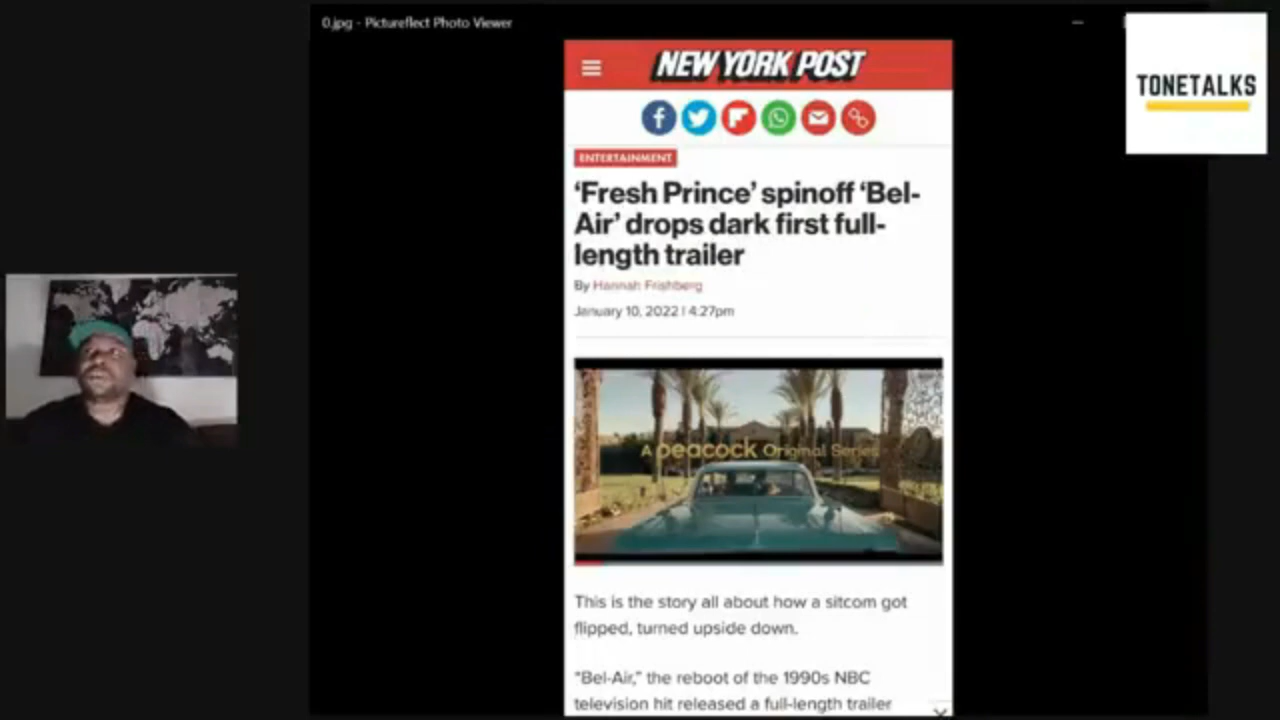 0.jpg - Pictureflect Photo Viewer
TONETALKS
NEW YORK POST
ENTERTAINMENT
‘Fresh Prince’ spinoff ‘Bel-
Air’ drops dark first full-
length trailer
By Hannah Frishberg
January 10, 2022 | 4:27pm
A peacock Original Series
This is the story all about how a sitcom got
flipped, turned upside down.
"Bel-Air," the reboot of the 1990s NBC
television hit released a full-length trailer